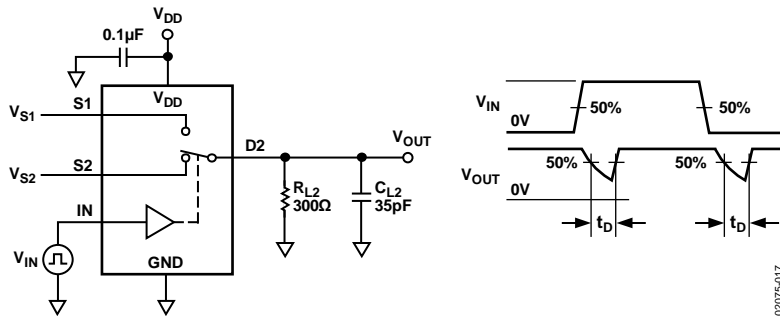 VDD
0.1µF
VDD
VS1
S1
VS2
S2
D2
VOUT
IN
RL2
300Ω
CL2
35pF
VIN
GND
VIN
50%
50%
0V
50%
50%
VOUT
0V
tD
tD
02075-017